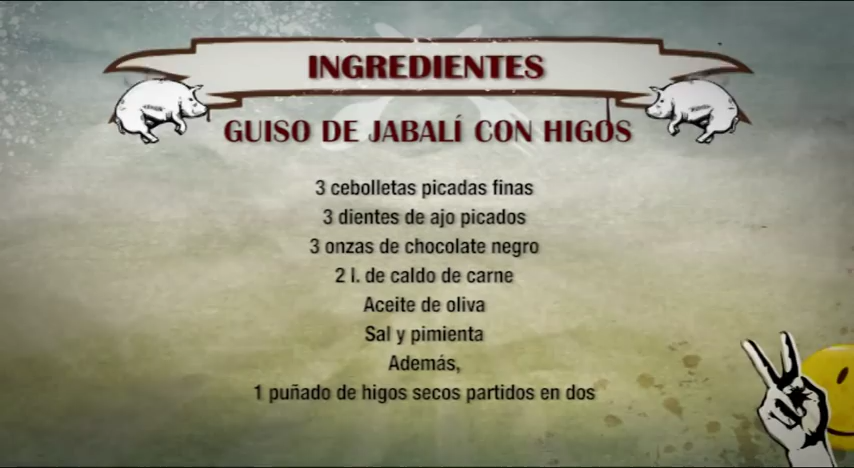 INGREDIENTES
GUISO DE JABALÍ CON HIGOS
3 cebolletas picadas finas
3 dientes de ajo picados
3 onzas de chocolate negro
2 l. de caldo de carne
Aceite de oliva
Sal y pimienta
Además,
1 puñado de higos secos partidos en dos